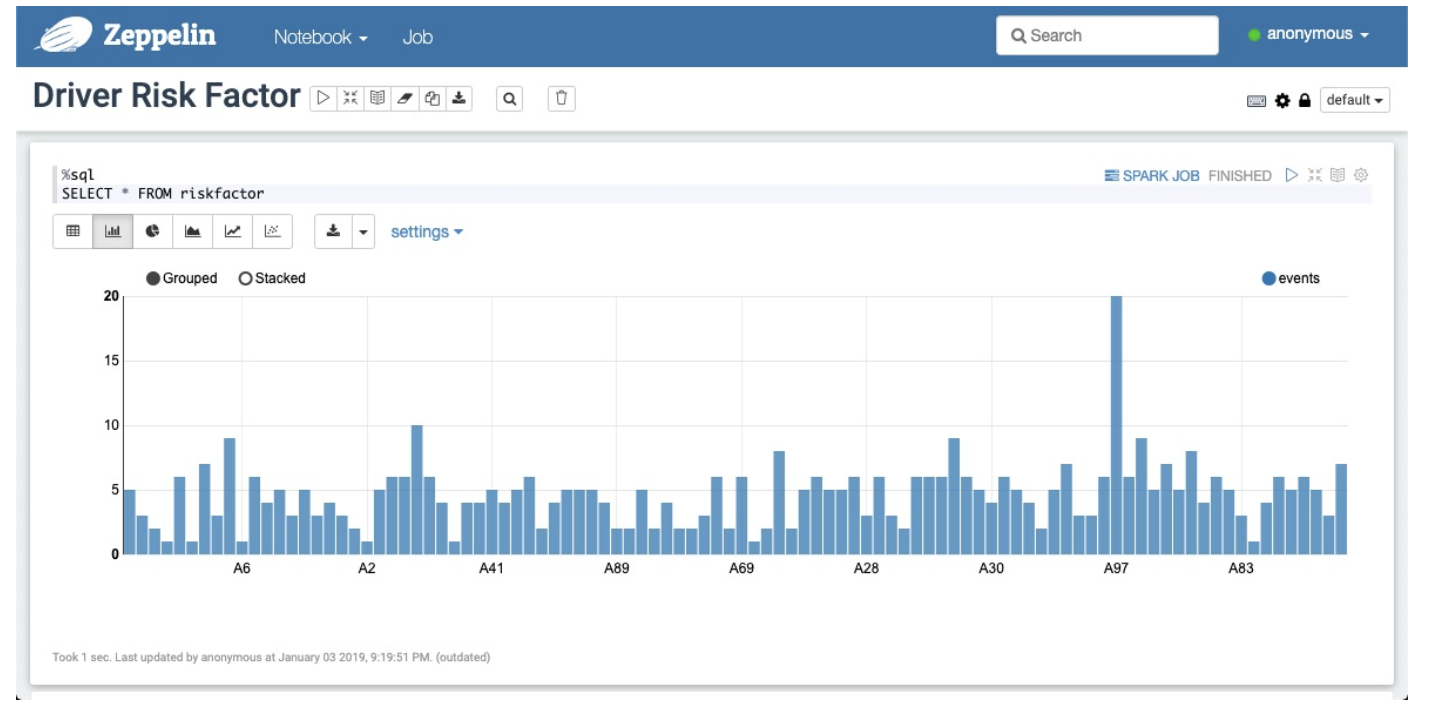 Zeppelin Notebook Job Search anonymous
Driver Risk Factor default
%sql SPARK JOB FINISHED
SELECT * FROM riskfactor
settings
Grouped Stacked events
20
15
10
5
0
A6 A2 A41 A89 A69 A28 A30 A97 A83
Took 1 sec. Last updated by anonymous at January 03 2019, 9:19:51 PM. (outdated)